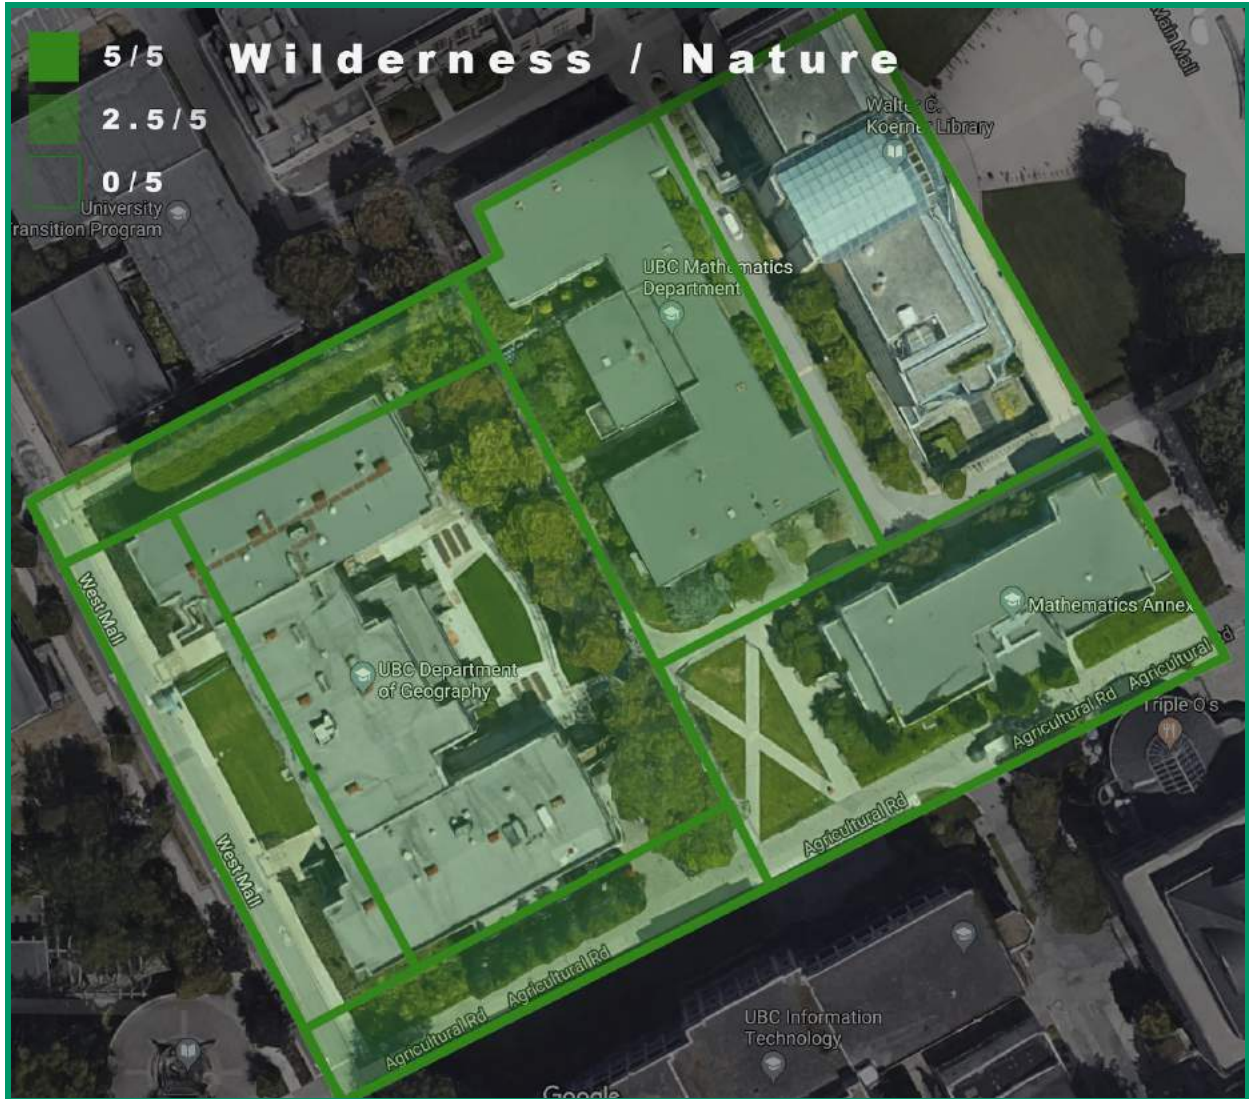 5/5
Wilderness / Nature
2.5/5
0/5
Main Mall
Walter C.
Koerner Library
University
ransition Program
UBC Mathematics
Department
West Mall
Mathematics Annex
UBC Department
of Geography
Agricultural Rd
Agricultural
Rd
Triple O's
Agricultural Rd
West Mall
Agricultural Rd
Agricultural Rd
UBC Information
Technology
Google